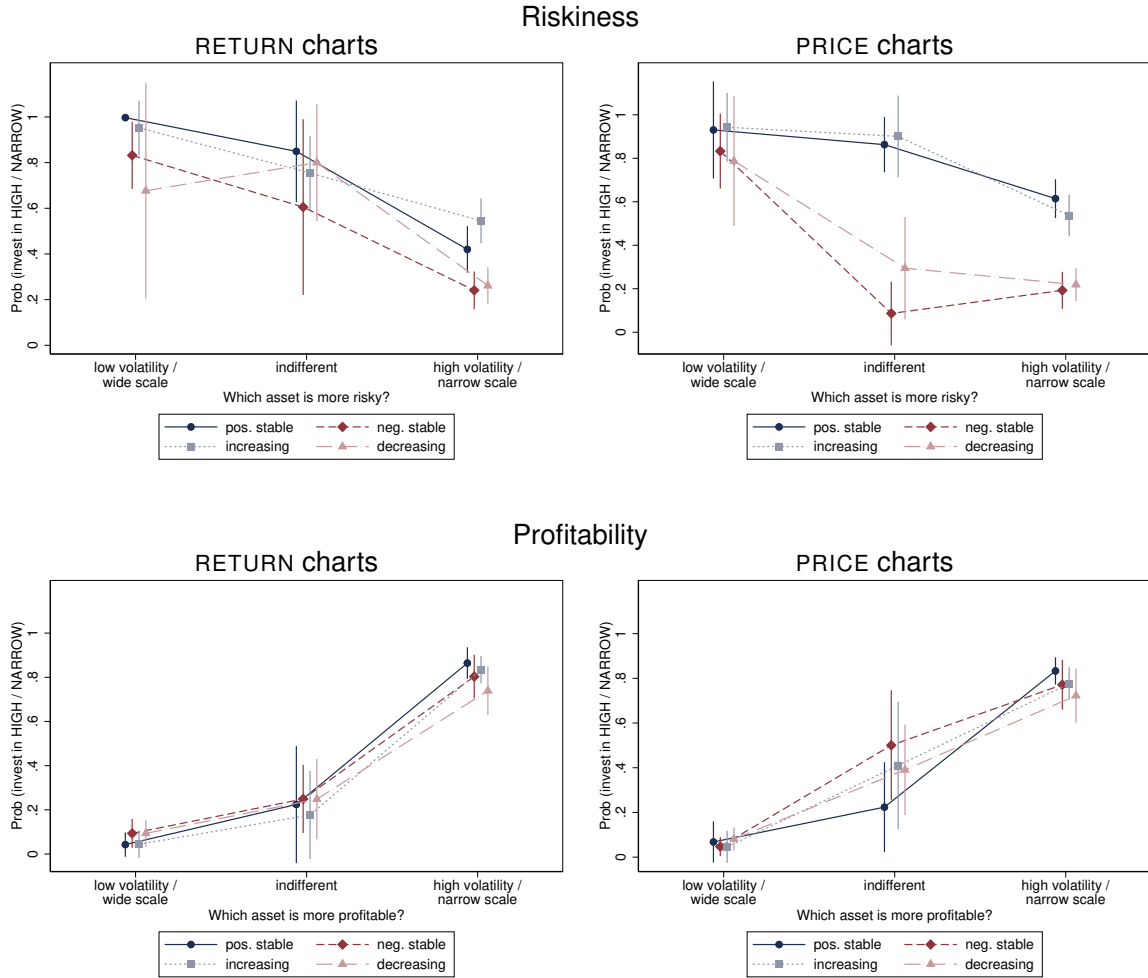 Riskiness
RETURN charts
Prob (invest in HIGH / NARROW)
1
.8
.6
.4
.2
0
low volatility /
wide scale
indifferent
high volatility /
narrow scale
Which asset is more risky?
pos. stable
neg. stable
increasing
decreasing
PRICE charts
Prob (invest in HIGH / NARROW)
1
.8
.6
.4
.2
0
low volatility /
wide scale
indifferent
high volatility /
narrow scale
Which asset is more risky?
pos. stable
neg. stable
increasing
decreasing
Profitability
RETURN charts
Prob (invest in HIGH / NARROW)
1
.8
.6
.4
.2
0
low volatility /
wide scale
indifferent
high volatility /
narrow scale
Which asset is more profitable?
pos. stable
neg. stable
increasing
decreasing
PRICE charts
Prob (invest in HIGH / NARROW)
1
.8
.6
.4
.2
0
low volatility /
wide scale
indifferent
high volatility /
narrow scale
Which asset is more profitable?
pos. stable
neg. stable
increasing
decreasing